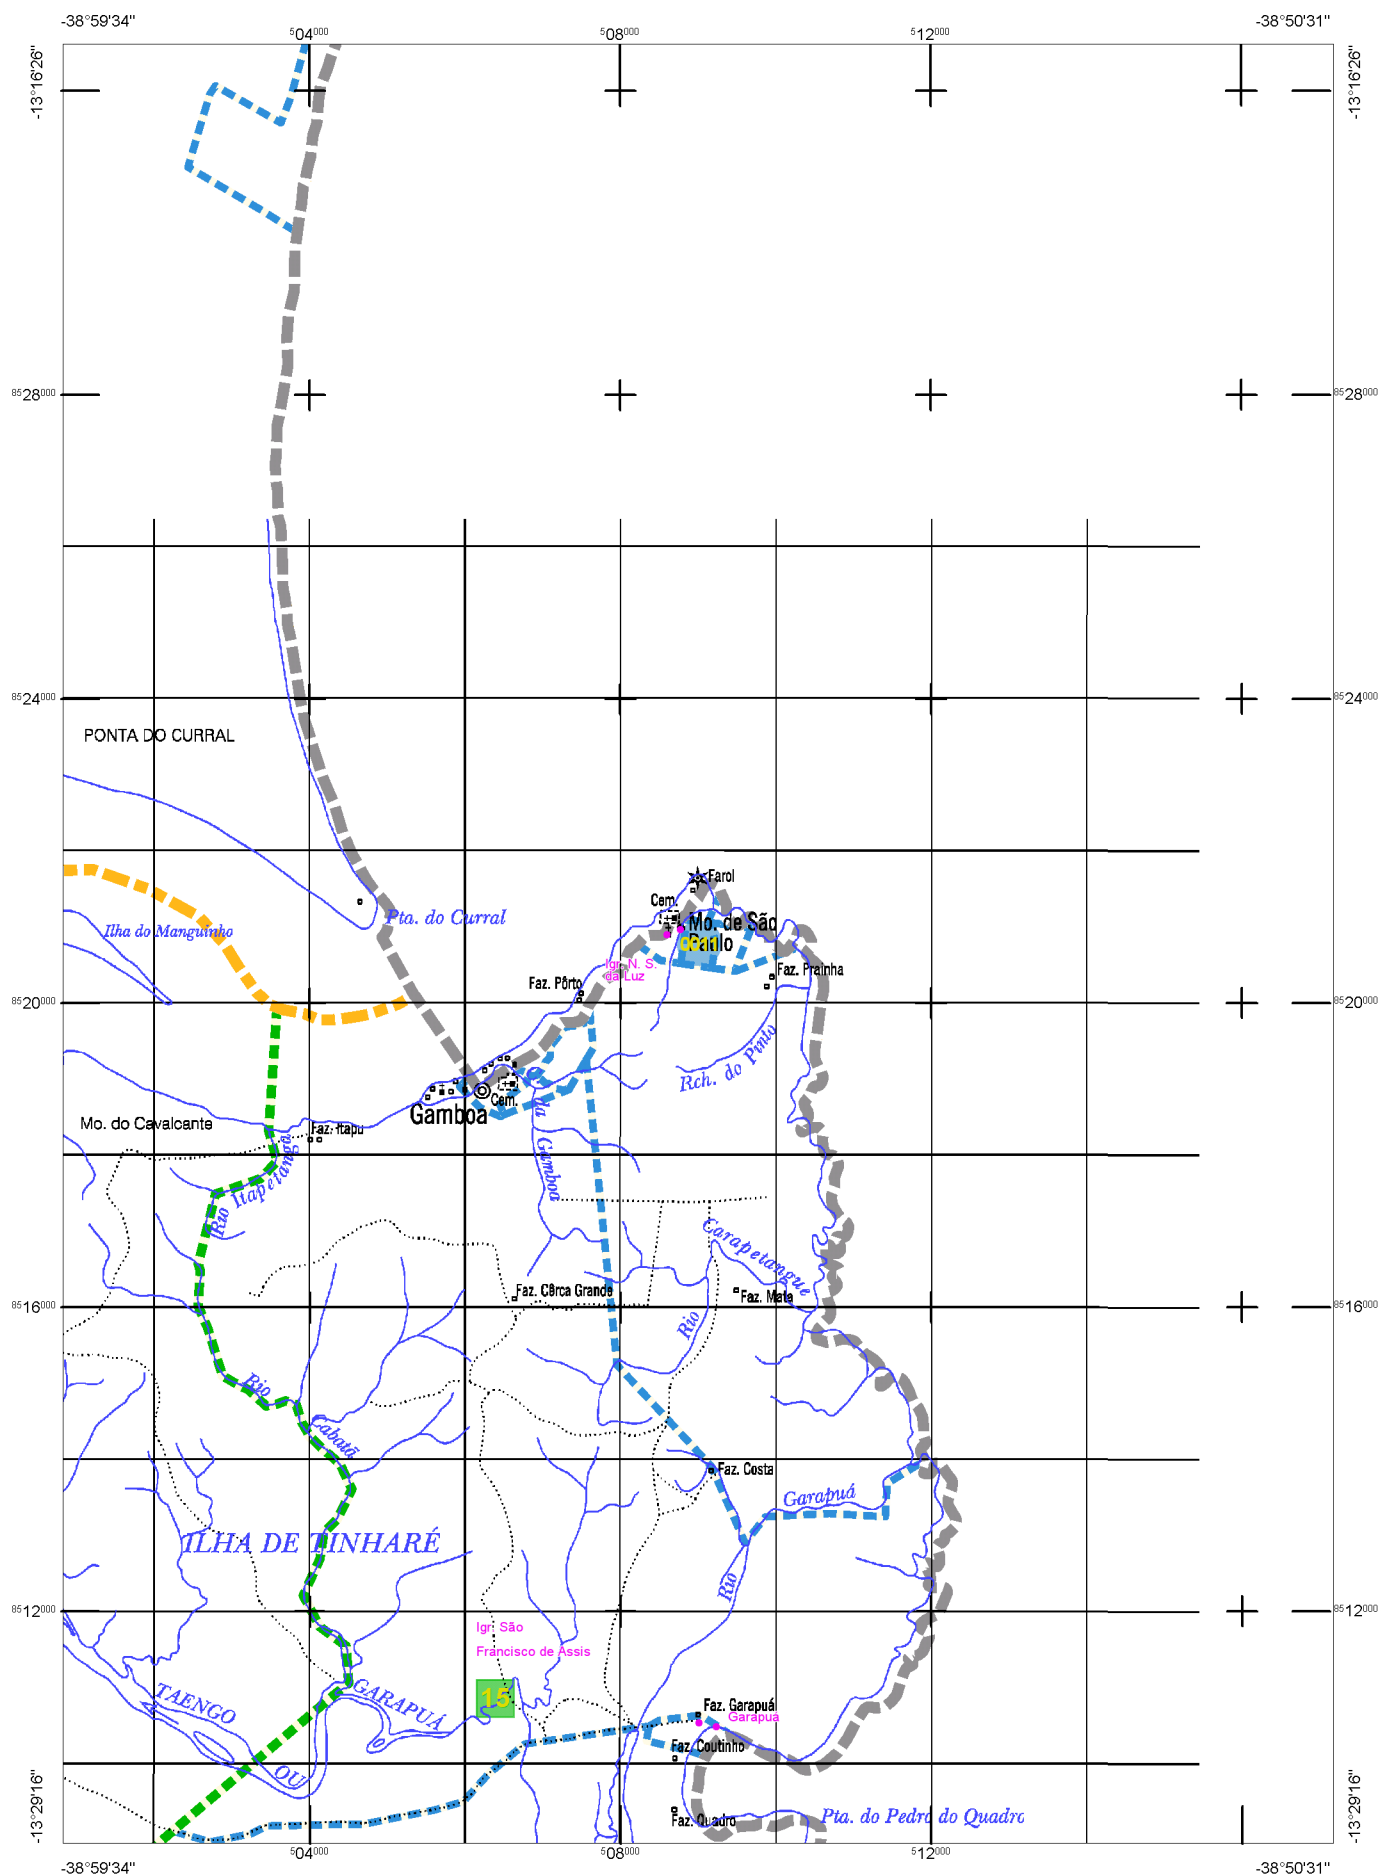 -38°59'34"
-38°50'31"
504000
508000
512000
-13°16'26"
-13°16'26"
8528000
8528000
8524000
8524000
PONTA DO CURRAL
Farol
Cem.
Pta. do Curral
Mo. de São
Paulo
Ilha do Manguinho
0011
Igr. N. S.
da Luz
Faz. Prainha
Faz. Pôrto
8520000
8520000
Rch. do Pinto
Cem.
Gamboa
Mo. do Cavalcante
Faz. Itapu
da Gamboa
Rio Itapetanga
Carapetangue
Faz. Cêrca Grande
Faz. Mata
8516000
8516000
Rio
Rio
Labatã
Faz. Costa
Garapuá
ILHA DE TINHARÉ
Rio
8512000
8512000
Igr. São
Francisco de Assis
15
TAENGO
GARAPUÁ
Faz. Garapuá
Garapuá
Faz. Coutinho
OU
Faz. Quadro
Pta. do Pedro do Quadro
-13°29'16"
-13°29'16"
504000
508000
512000
-38°59'34"
-38°50'31"